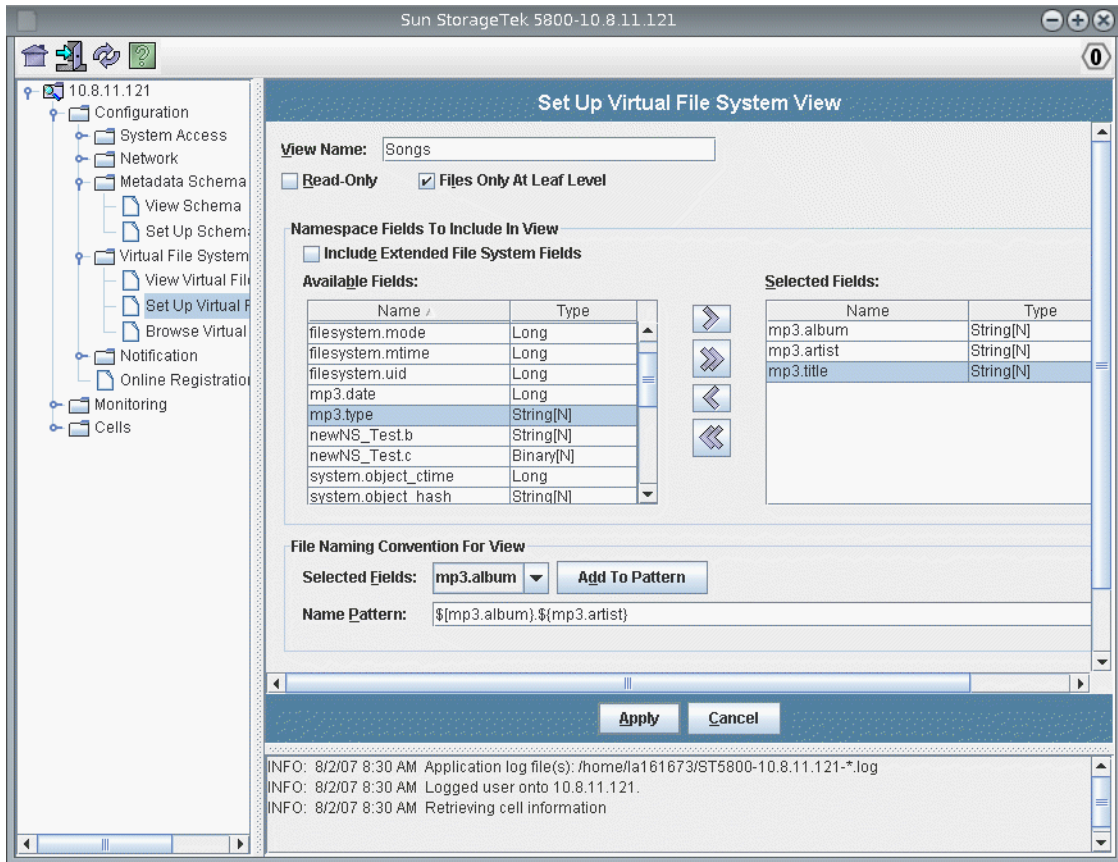 Sun StorageTek 5800-10.8.11.121
0
10.8.11.121
Configuration
System Access
Network
Metadata Schema
View Schema
Set Up Schem
Virtual File System
View Virtual Fil
Set Up Virtual F
Browse Virtual
Notification
Online Registratio
Monitoring
Cells
Set Up Virtual File System View
View Name: Songs
Read-Only Files Only At Leaf Level
Namespace Fields To Include In View
Include Extended File System Fields
Available Fields:
Name Type
filesystem.mode Long
filesystem.mtime Long
filesystem.uid Long
mp3.date Long
mp3.type String[N]
newNS_Test.b String[N]
newNS_Test.c Binary[N]
system.object_ctime Long
system.object_hash String[N]
Selected Fields:
Name Type
mp3.album String[N]
mp3.artist String[N]
mp3.title String[N]
File Naming Convention For View
Selected Fields: mp3.album Add To Pattern
Name Pattern: $[mp3.album}.${mp3.artist}
Apply Cancel
INFO: 8/2/07 8:30 AM Application log file(s): /home/la161673/ST5800-10.8.11.121-*.log
INFO: 8/2/07 8:30 AM Logged user onto 10.8.11.121.
INFO: 8/2/07 8:30 AM Retrieving cell information